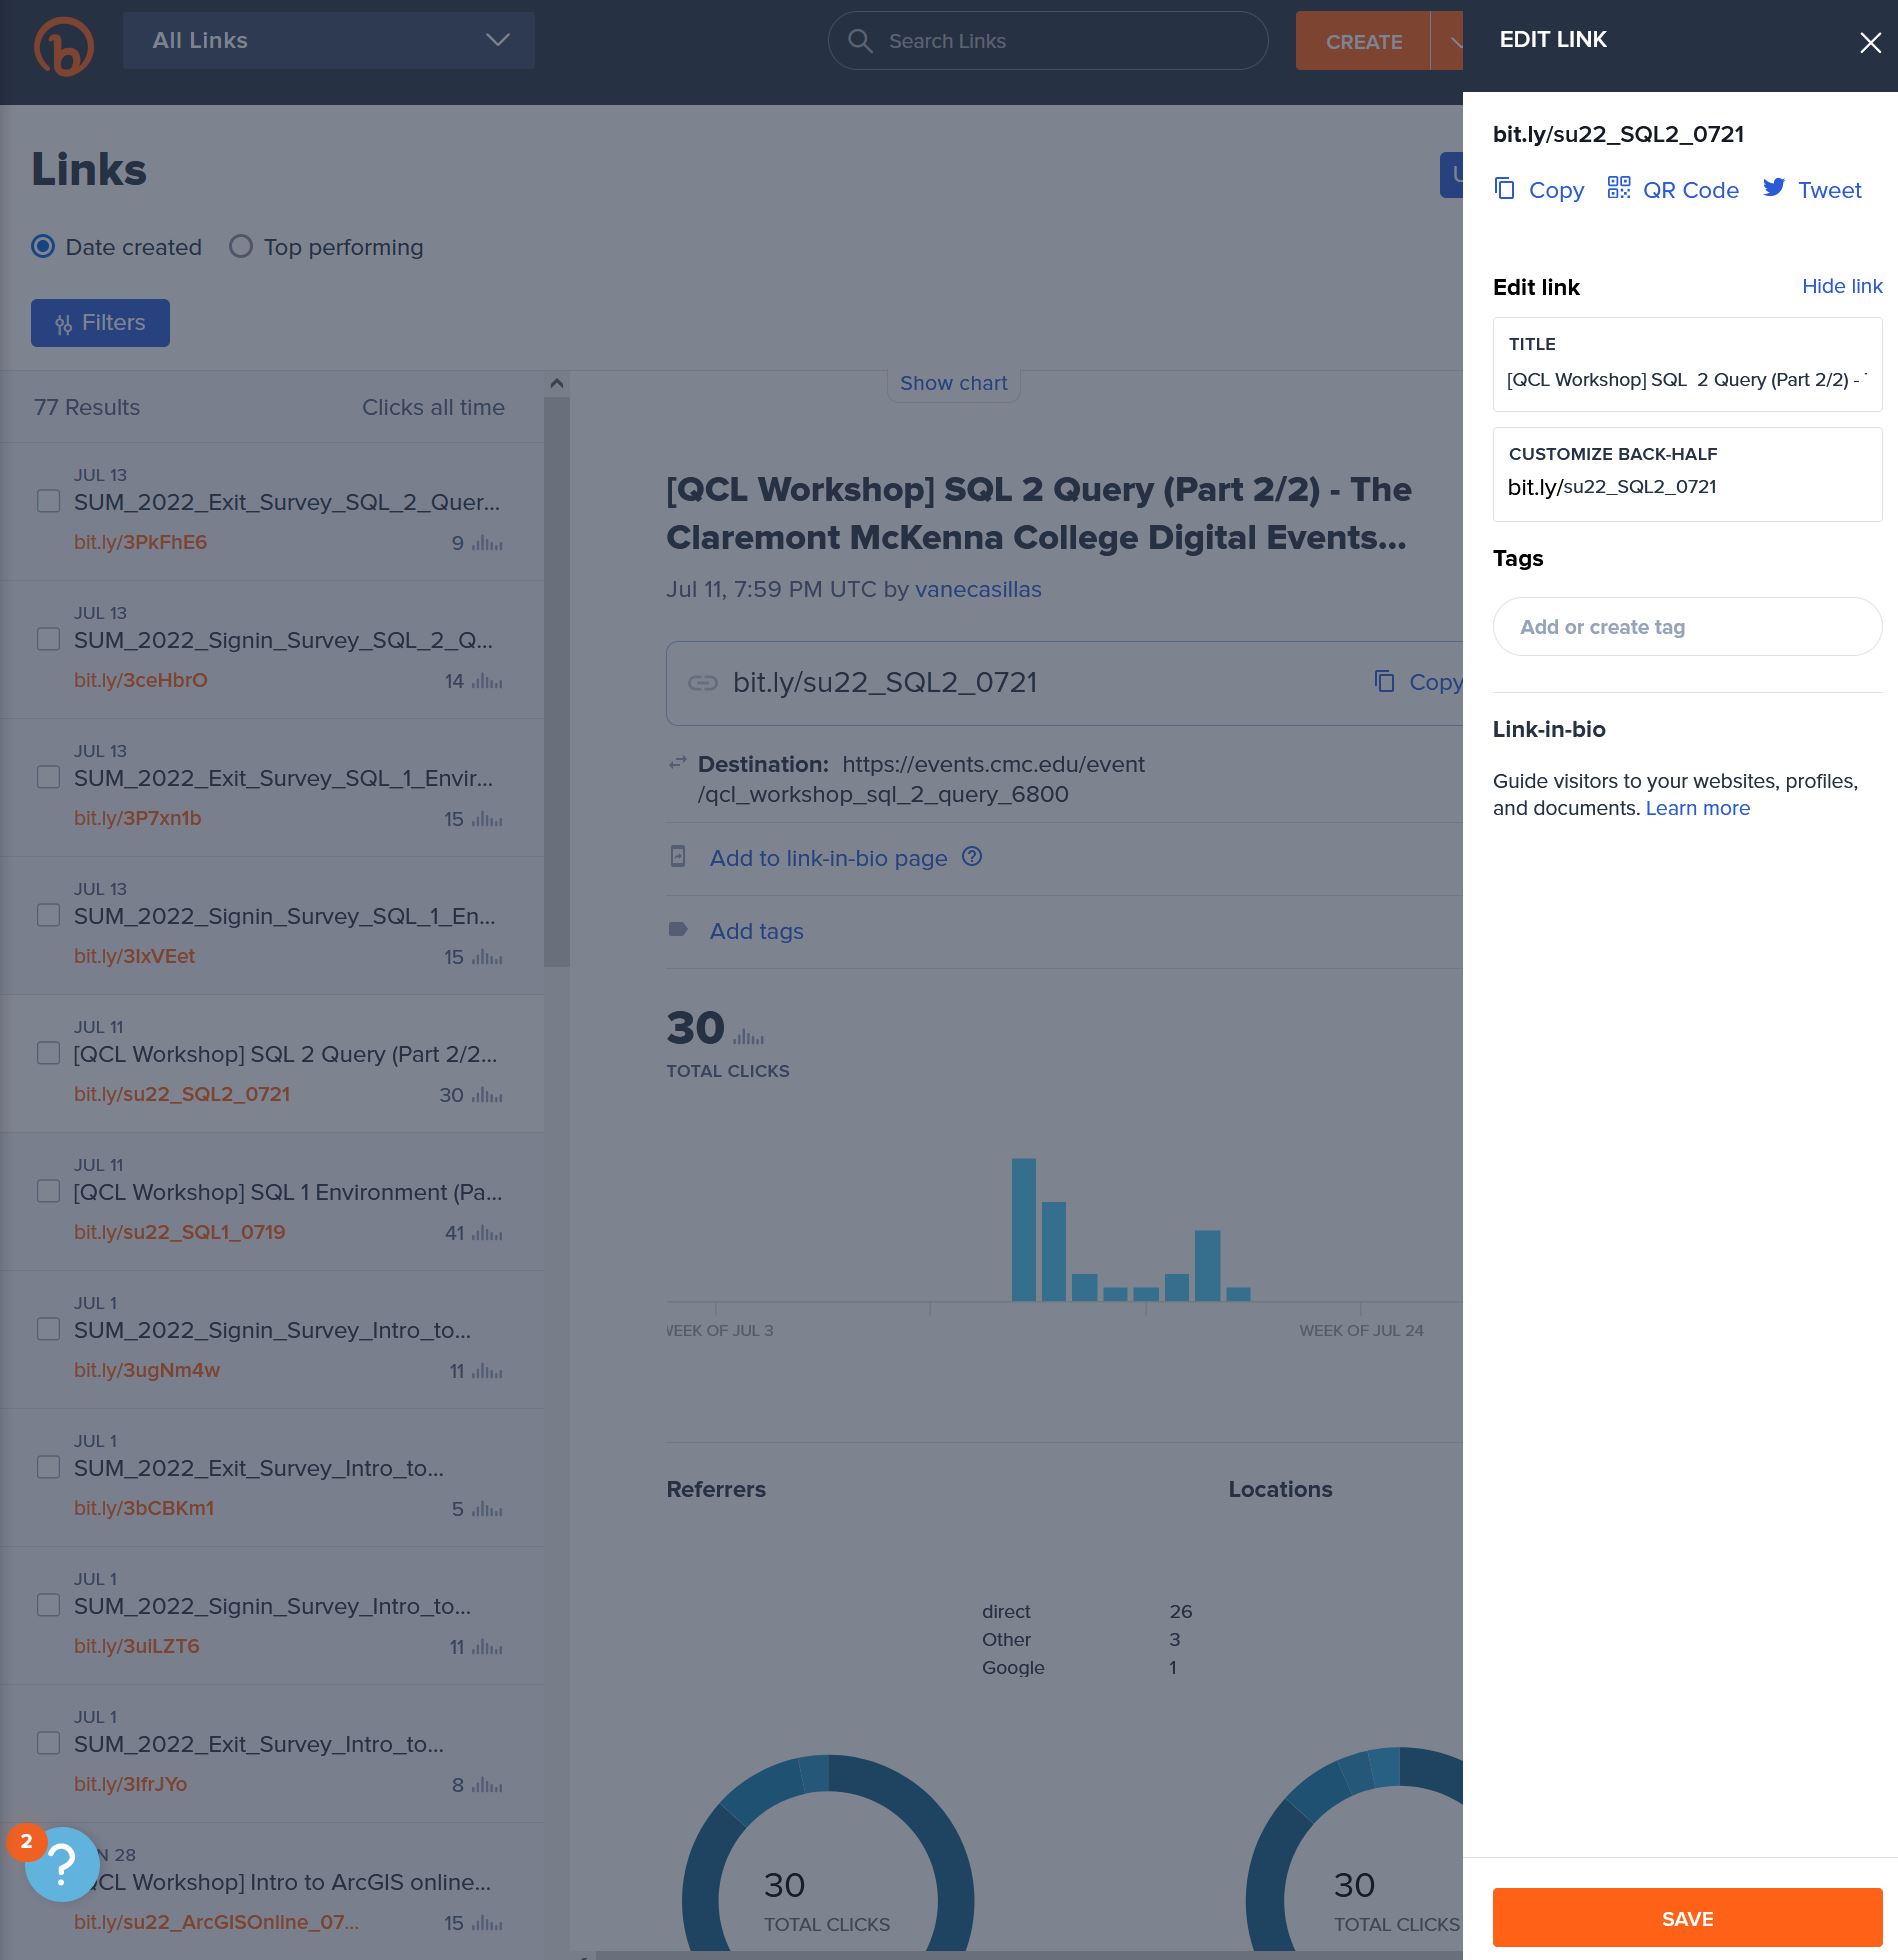 All Links
Search Links
CREATE
EDIT LINK
Links
Date created
Top performing
Filters
77 Results
Clicks all time
JUL 13
SUM_2022_Exit_Survey_SQL_2_Quer...
bit.ly/3PkFhE6
9
JUL 13
SUM_2022_Signin_Survey_SQL_2_Q...
bit.ly/3ceHbrO
14
JUL 13
SUM_2022_Exit_Survey_SQL_1_Envir...
bit.ly/3P7xn1b
15
JUL 13
SUM_2022_Signin_Survey_SQL_1_En...
bit.ly/3IxVEet
15
JUL 11
[QCL Workshop] SQL 2 Query (Part 2/2...
bit.ly/su22_SQL2_0721
30
JUL 11
[QCL Workshop] SQL 1 Environment (Pa...
bit.ly/su22_SQL1_0719
41
JUL 1
SUM_2022_Signin_Survey_Intro_to...
bit.ly/3ugNm4w
11
JUL 1
SUM_2022_Exit_Survey_Intro_to...
bit.ly/3bCBKm1
5
JUL 1
SUM_2022_Signin_Survey_Intro_to...
bit.ly/3uiLZT6
11
JUL 1
SUM_2022_Exit_Survey_Intro_to...
bit.ly/3IfrJYo
8
2
?
N 28
CL Workshop] Intro to ArcGIS online...
bit.ly/su22_ArcGISOnline_07...
15
Show chart
[QCL Workshop] SQL 2 Query (Part 2/2) - The
Claremont McKenna College Digital Events...
Jul 11, 7:59 PM UTC by vanecasillas
bit.ly/su22_SQL2_0721
Copy
Destination: https://events.cmc.edu/event
/qcl_workshop_sql_2_query_6800
Add to link-in-bio page
Add tags
30
TOTAL CLICKS
WEEK OF JUL 3
WEEK OF JUL 24
Referrers
Locations
direct 26
Other 3
Google 1
30
TOTAL CLICKS
30
TOTAL CLICKS
bit.ly/su22_SQL2_0721
Copy
QR Code
Tweet
Edit link
Hide link
TITLE
[QCL Workshop] SQL  2 Query (Part 2/2) -
CUSTOMIZE BACK-HALF
bit.ly/su22_SQL2_0721
Tags
Add or create tag
Link-in-bio
Guide visitors to your websites, profiles,
and documents. Learn more
SAVE